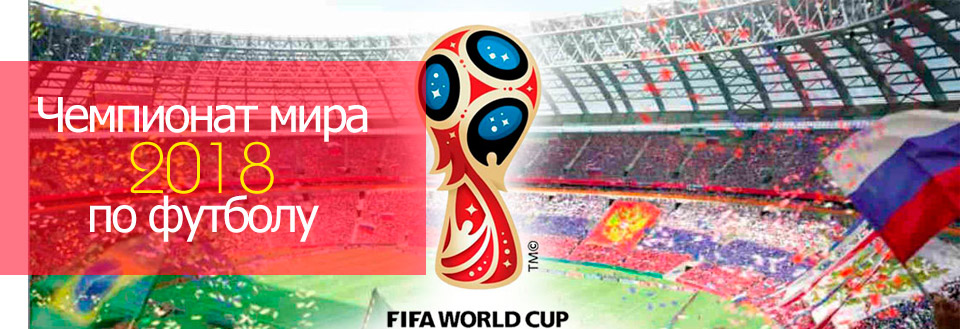 Чемпионат мира
2018
по футболу
TM©
FIFA WORLD CUP